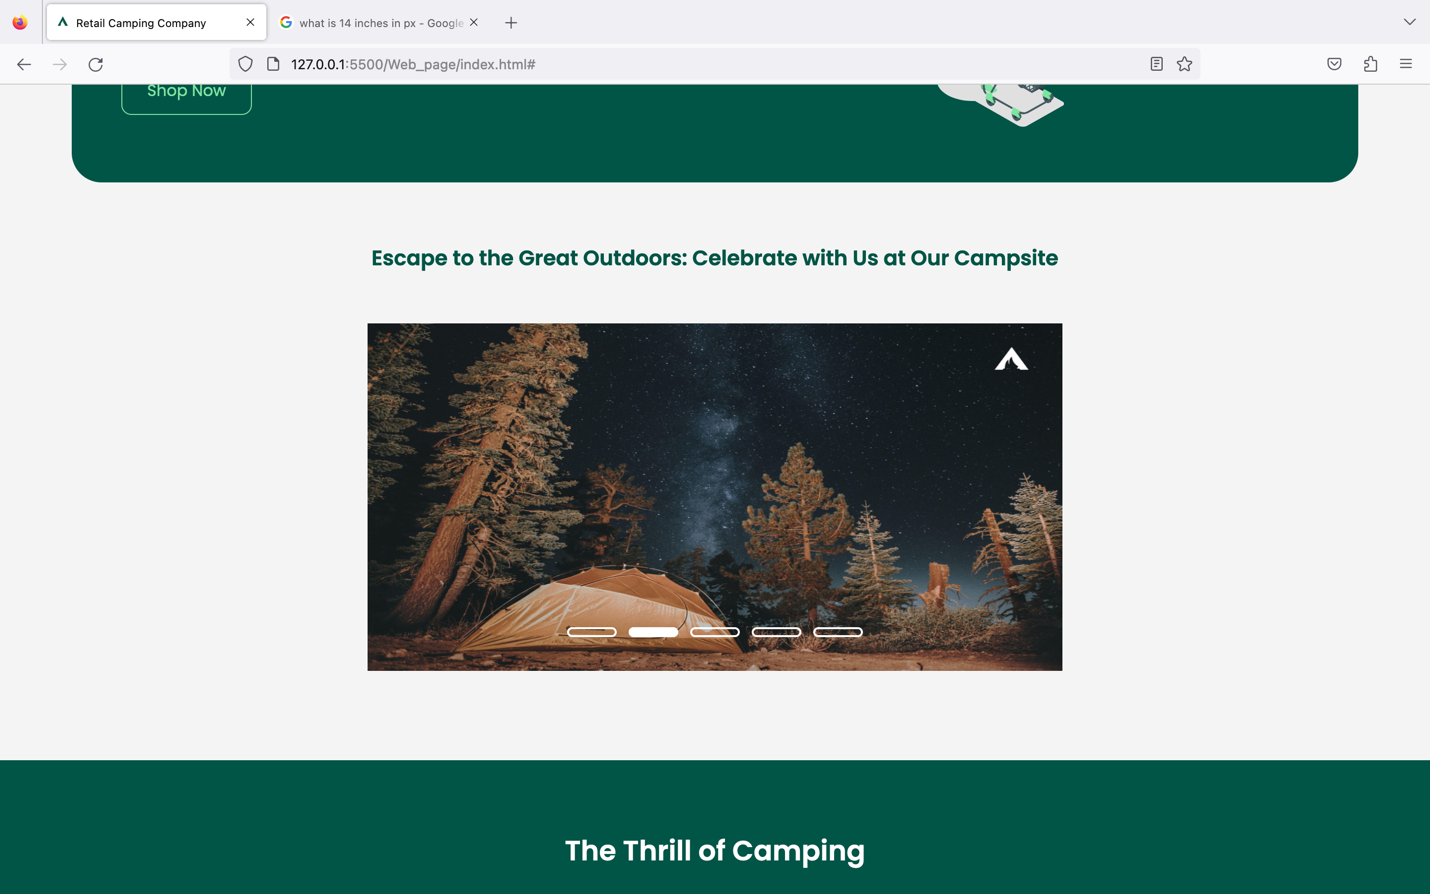 Retail Camping Company
what is 14 inches in px - Google
127.0.0.1:5500/Web_page/index.html#
Shop Now
Escape to the Great Outdoors: Celebrate with Us at Our Campsite
The Thrill of Camping